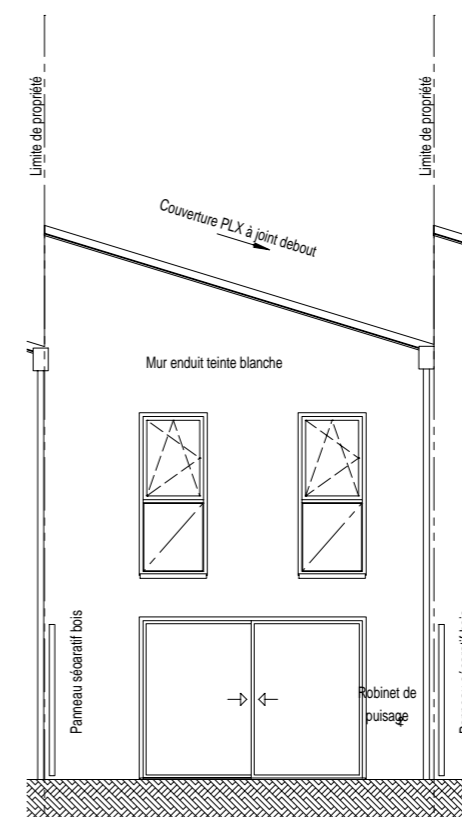 Limite de propriété
Limite de propriété
Couverture PLX à joint debout
Mur enduit teinte blanche
Panneau séoaratif bois
Robinet de
puisage